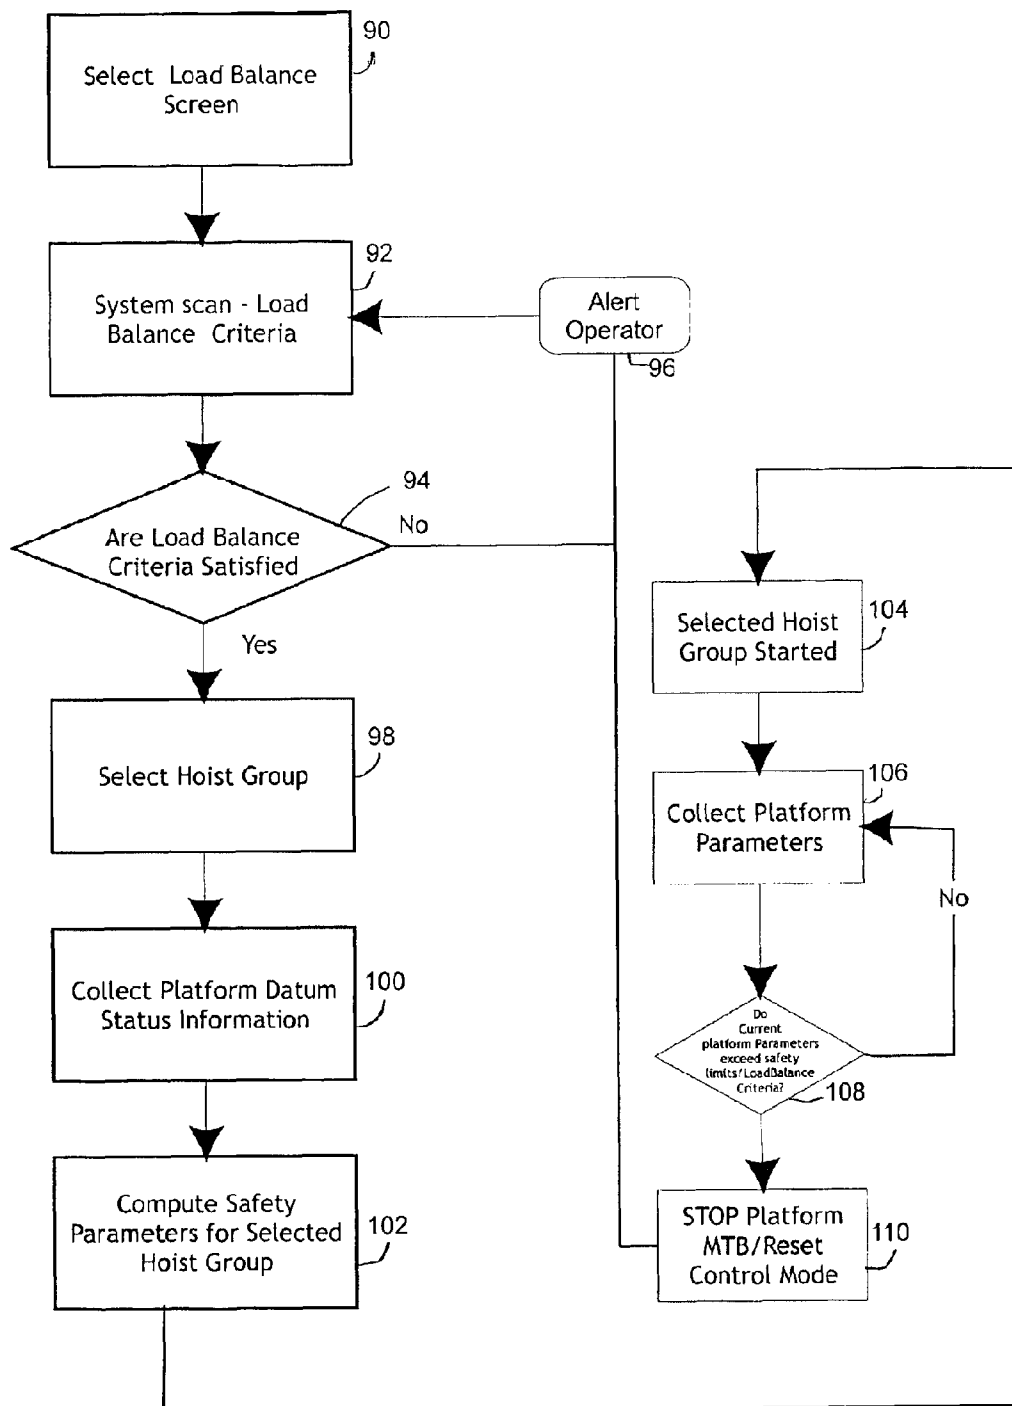 90
Select Load Balance
Screen
92
System scan - Load
Balance Criteria
Alert
Operator
96
94
No
Are Load Balance
Criteria Satisfied
Yes
98
Select Hoist Group
100
Collect Platform Datum
Status Information
Compute Safety
Parameters for Selected
Hoist Group
102
104
Selected Hoist
Group Started
106
Collect Platform
Parameters
No
Do
Current
platform Parameters
exceed safety
limits/LoadBalance
Criteria?
108
STOP Platform
MTB/Reset
Control Mode
110